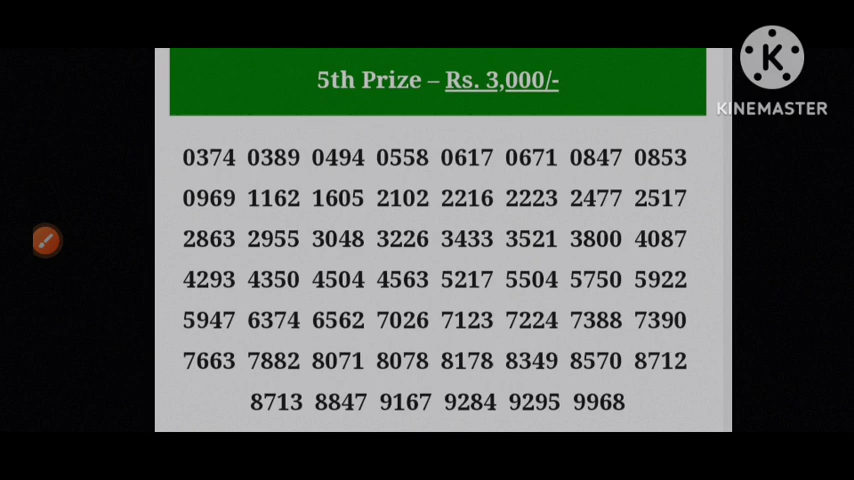 5th Prize – Rs. 3,000/-
KINEMASTER
0374 0389 0494 0558 0617 0671 0847 0853
0969 1162 1605 2102 2216 2223 2477 2517
2863 2955 3048 3226 3433 3521 3800 4087
4293 4350 4504 4563 5217 5504 5750 5922
5947 6374 6562 7026 7123 7224 7388 7390
7663 7882 8071 8078 8178 8349 8570 8712
8713 8847 9167 9284 9295 9968